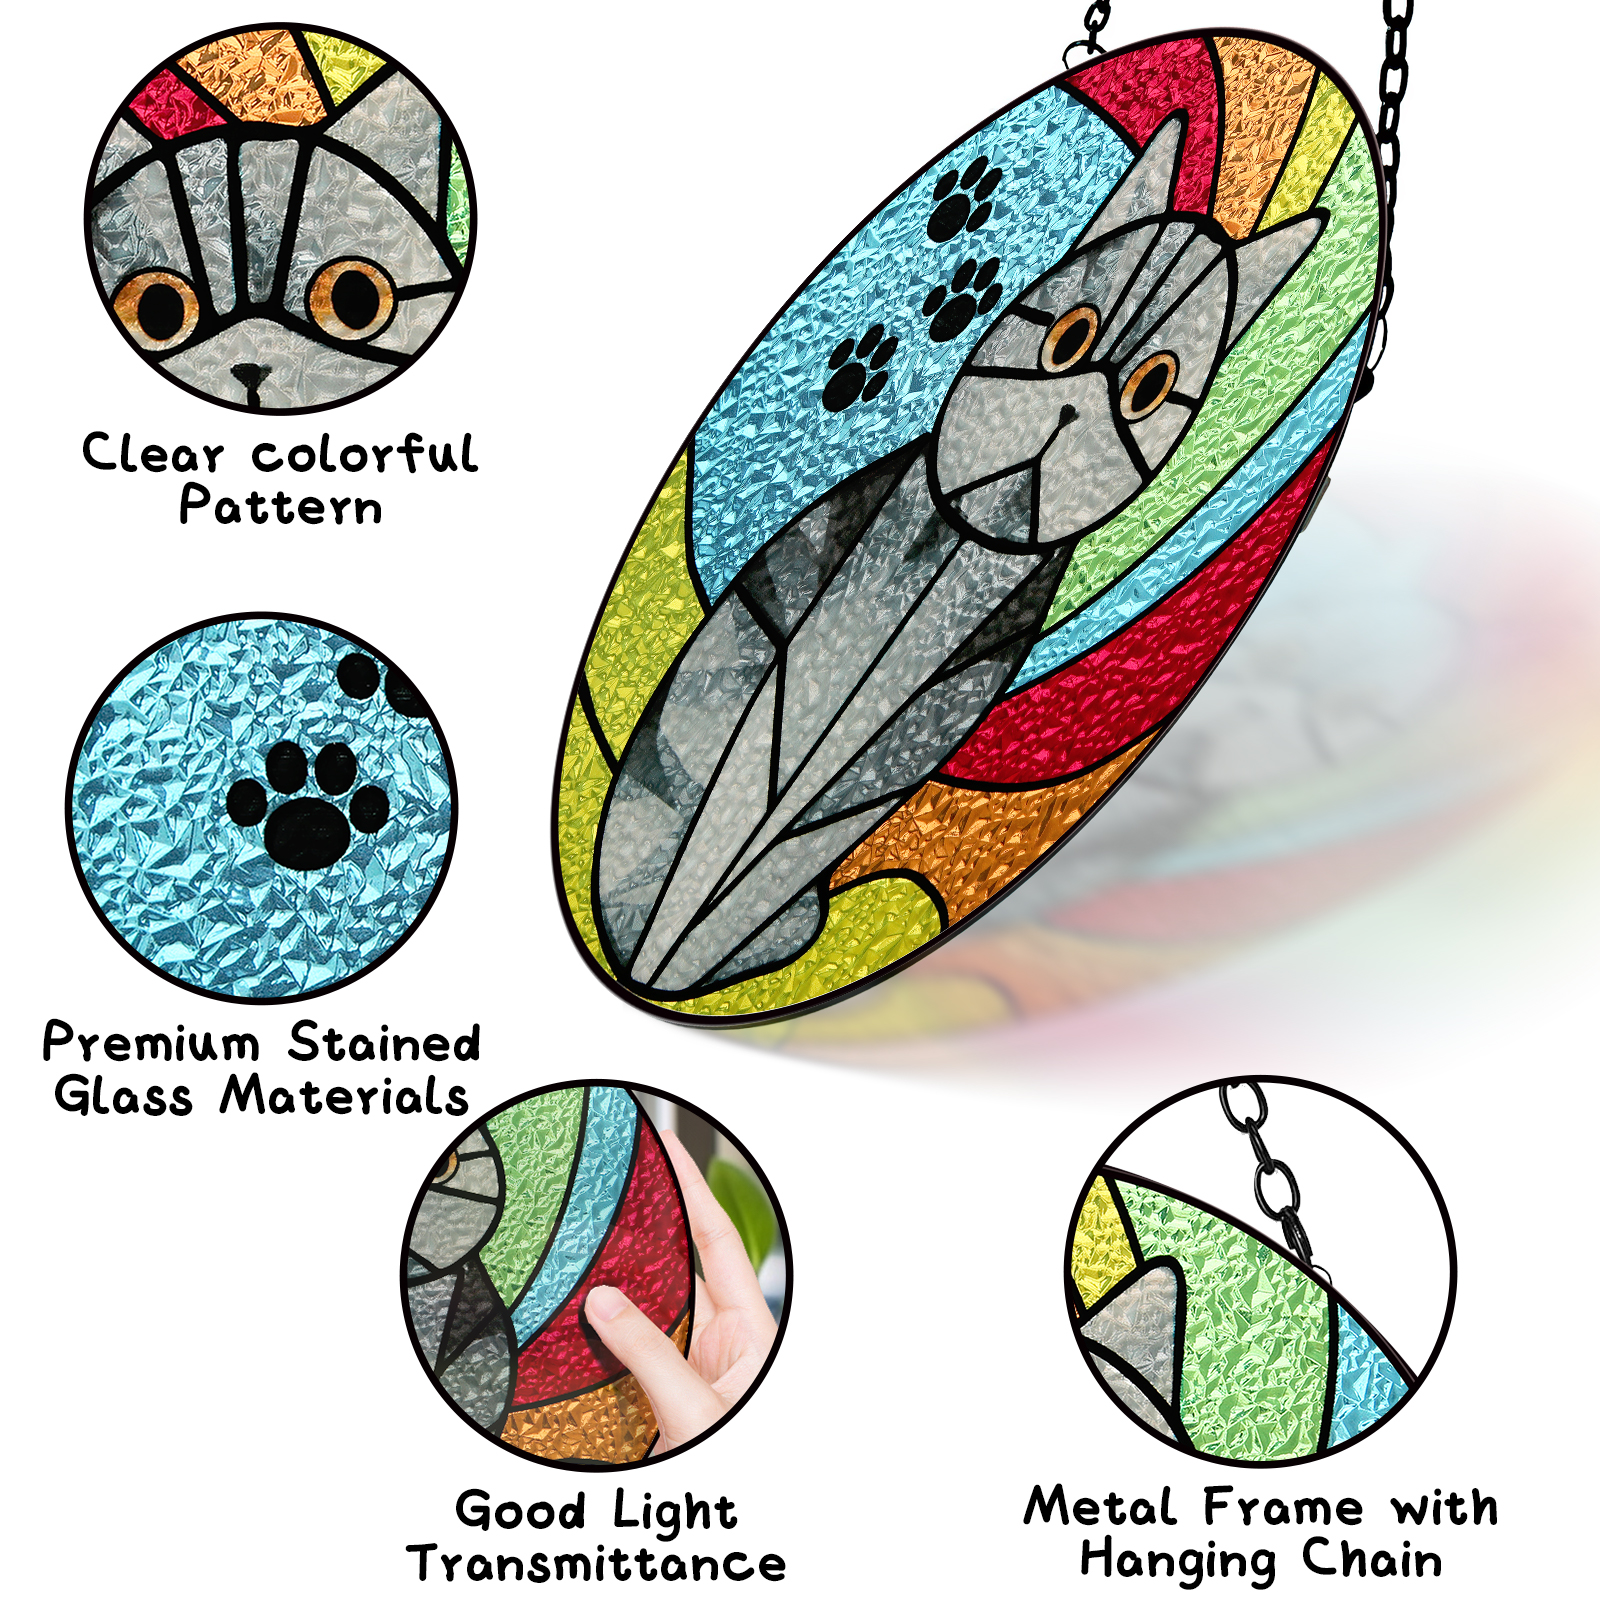 Clear colorful
Pattern
Premium Stained
Glass Materials
Good Light
Transmittance
Metal Frame with
Hanging Chain